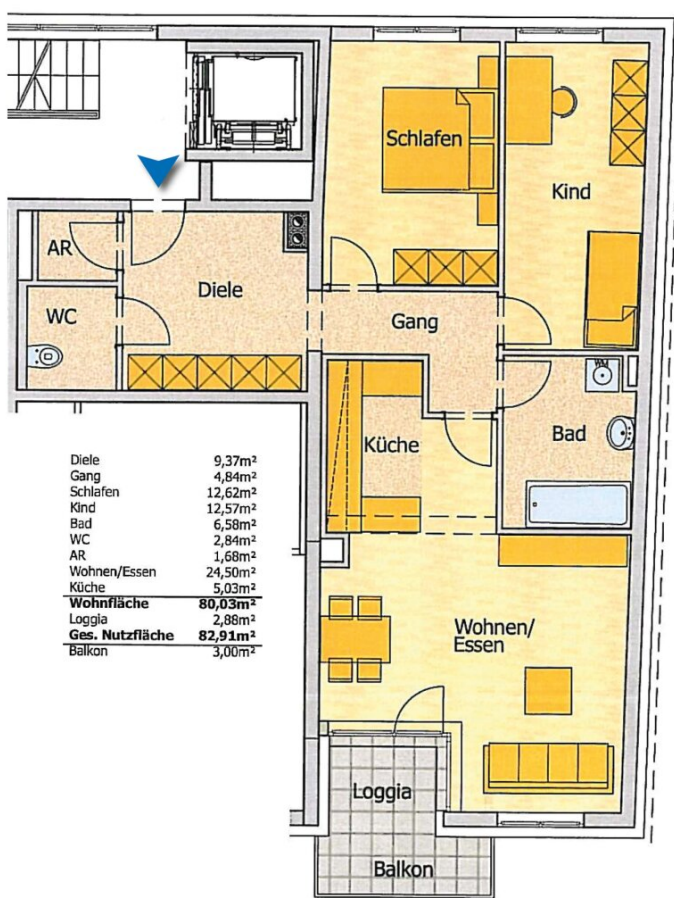 Schlafen
Kind
AR
Diele
WC
Gang
WM
Küche
Bad
Diele 9,37m²
Gang 4,84m²
Schlafen 12,62m²
Kind 12,57m²
Bad 6,58m²
WC 2,84m²
AR 1,68m²
Wohnen/Essen 24,50m²
Küche 5,03m²
Wohnfläche 80,03m²
Loggia 2,88m²
Ges. Nutzfläche 82,91m²
Balkon 3,00m²
Wohnen/
Essen
Loggia
Balkon